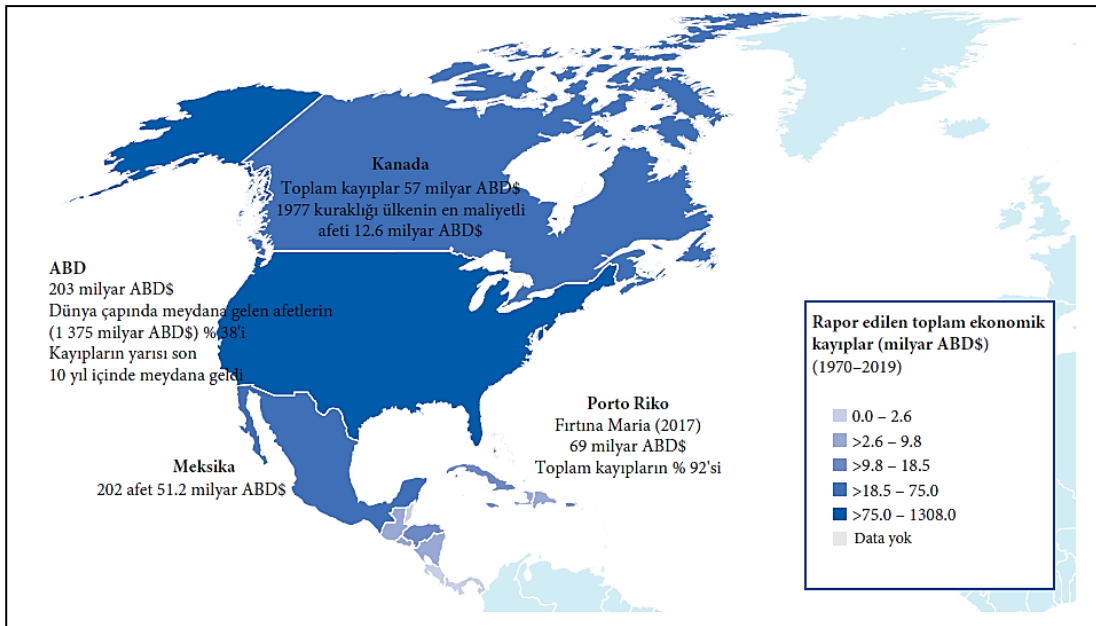 Kanada
Toplam kayıplar 57 milyar ABD$
1977 kuraklığı ülkenin en maliyetli
afeti 12.6 milyar ABD$
ABD
203 milyar ABD$
Dünya çapında meydana gelen afetlerin
(1 375 milyar ABD$) % 38'i
Kayıpların yarısı son
10 yıl içinde meydana geldi
Porto Riko
Fırtına Maria (2017)
69 milyar ABD$
Toplam kayıpların % 92'si
Meksika
202 afet 51.2 milyar ABD$
Rapor edilen toplam ekonomik
kayıplar (milyar ABD$)
(1970–2019)
0.0 – 2.6
>2.6 – 9.8
>9.8 – 18.5
>18.5 – 75.0
>75.0 – 1308.0
Data yok